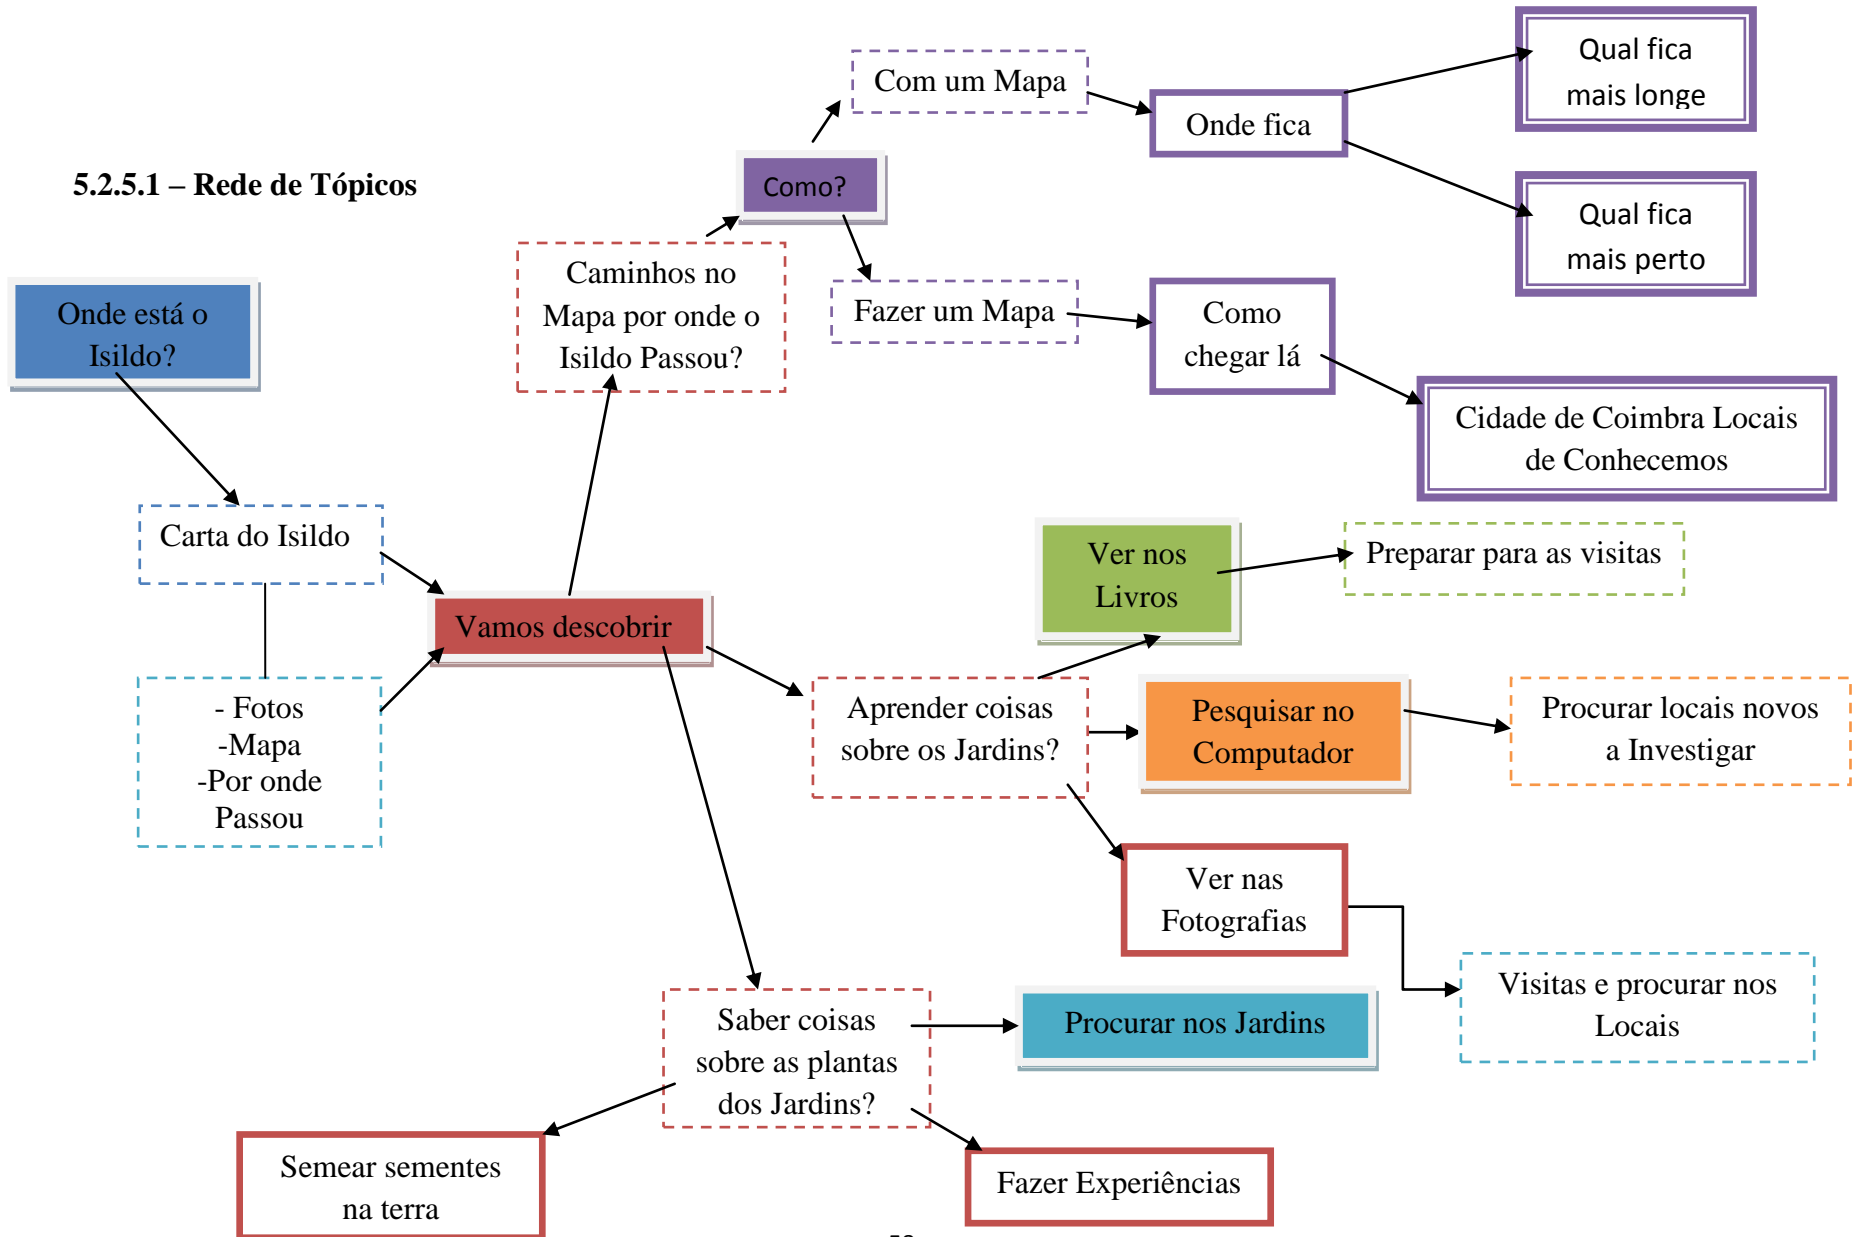 5.2.5.1 – Rede de Tópicos
Onde está o
Isildo?
Carta do Isildo
- Fotos
-Mapa
-Por onde
Passou
Vamos descobrir
Caminhos no
Mapa por onde o
Isildo Passou?
Como?
Com um Mapa
Onde fica
Qual fica
mais longe
Qual fica
mais perto
Fazer um Mapa
Como
chegar lá
Cidade de Coimbra Locais
de Conhecemos
Aprender coisas
sobre os Jardins?
Ver nos
Livros
Preparar para as visitas
Pesquisar no
Computador
Procurar locais novos
a Investigar
Ver nas
Fotografias
Visitas e procurar nos
Locais
Saber coisas
sobre as plantas
dos Jardins?
Procurar nos Jardins
Fazer Experiências
Semear sementes
na terra